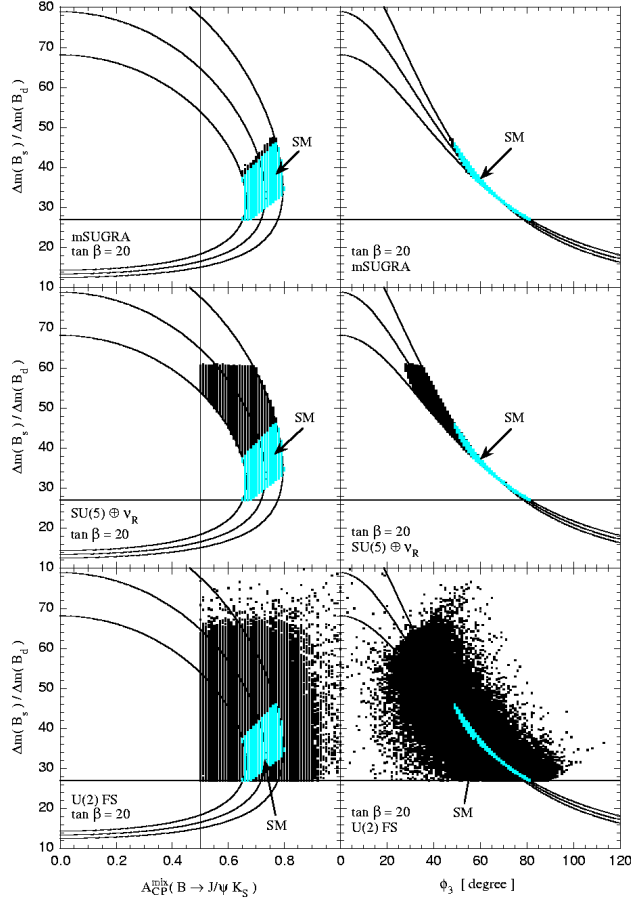 80
70
60
50
40
30
20
10
Δm( B_s ) / Δm( B_d )
SM
mSUGRA
tan β = 20
SM
tan β = 20
mSUGRA
70
60
50
40
30
20
10
Δm( B_s ) / Δm( B_d )
SM
SU(5) ⊕ ν_R
tan β = 20
SM
tan β = 20
SU(5) ⊕ ν_R
70
60
50
40
30
20
10
Δm( B_s ) / Δm( B_d )
U(2) FS
tan β = 20
SM
SM
tan β = 20
U(2) FS
0.0 0.2 0.4 0.6 0.8
0 20 40 60 80 100 120
A_CP^mix ( B → J/ψ K_S )
ϕ_3 [ degree ]